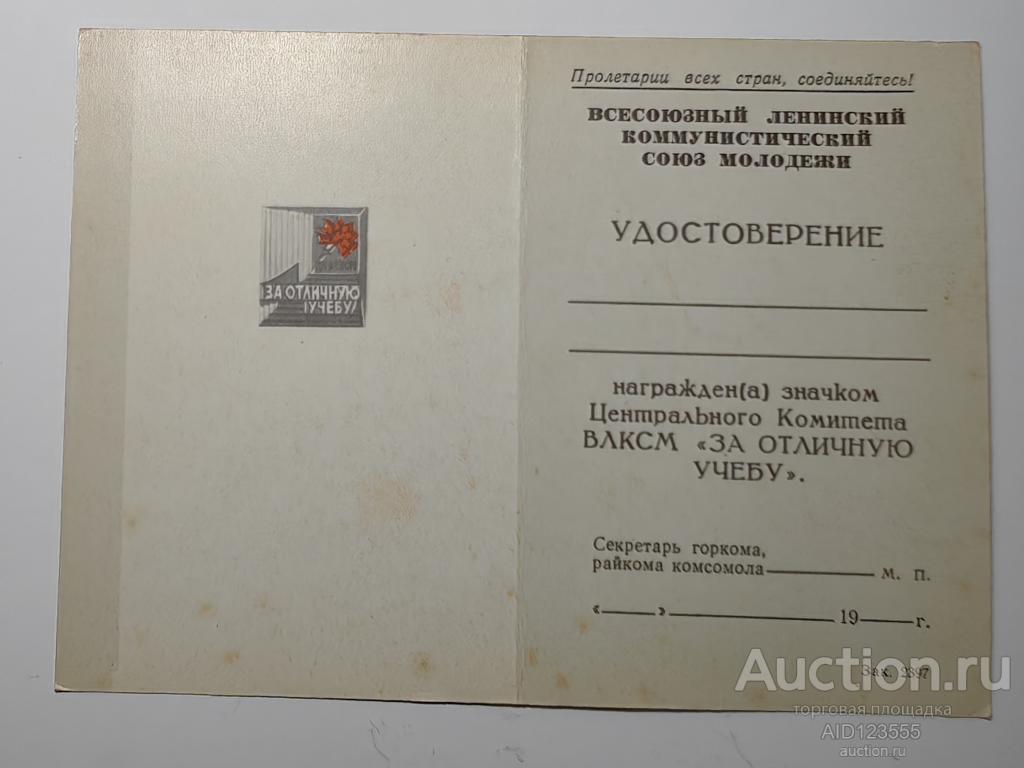 ЗА ОТЛИЧНУЮ
УЧЕБУ
Пролетарии всех стран, соединяйтесь!
ВСЕСОЮЗНЫЙ ЛЕНИНСКИЙ
КОММУНИСТИЧЕСКИЙ
СОЮЗ МОЛОДЕЖИ
УДОСТОВЕРЕНИЕ
награжден(а) значком
Центрального Комитета
ВЛКСМ «ЗА ОТЛИЧНУЮ
УЧЕБУ».
Секретарь горкома,
райкома комсомола М. П.
« » 19 г.
Зак. 2397
Auction.ru
торговая площадка
AID123555
auction.ru